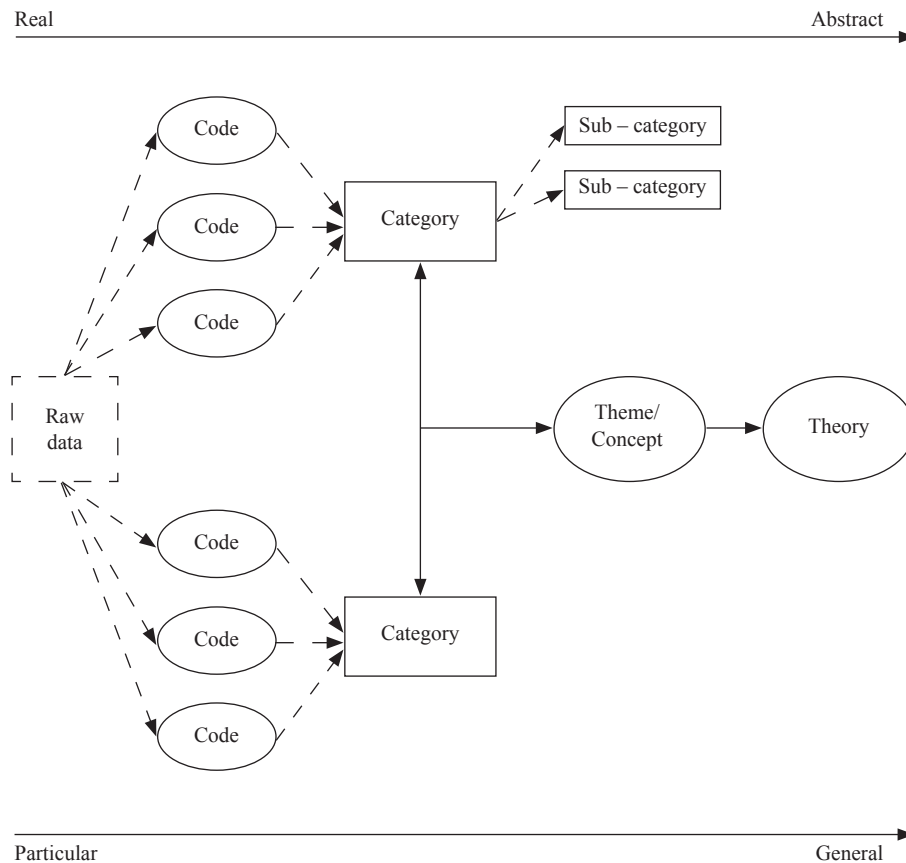 Real
Abstract
Code
Sub – category
Sub – category
Category
Code
Code
Raw
data
Theme/
Concept
Theory
Code
Category
Code
Code
Particular
General